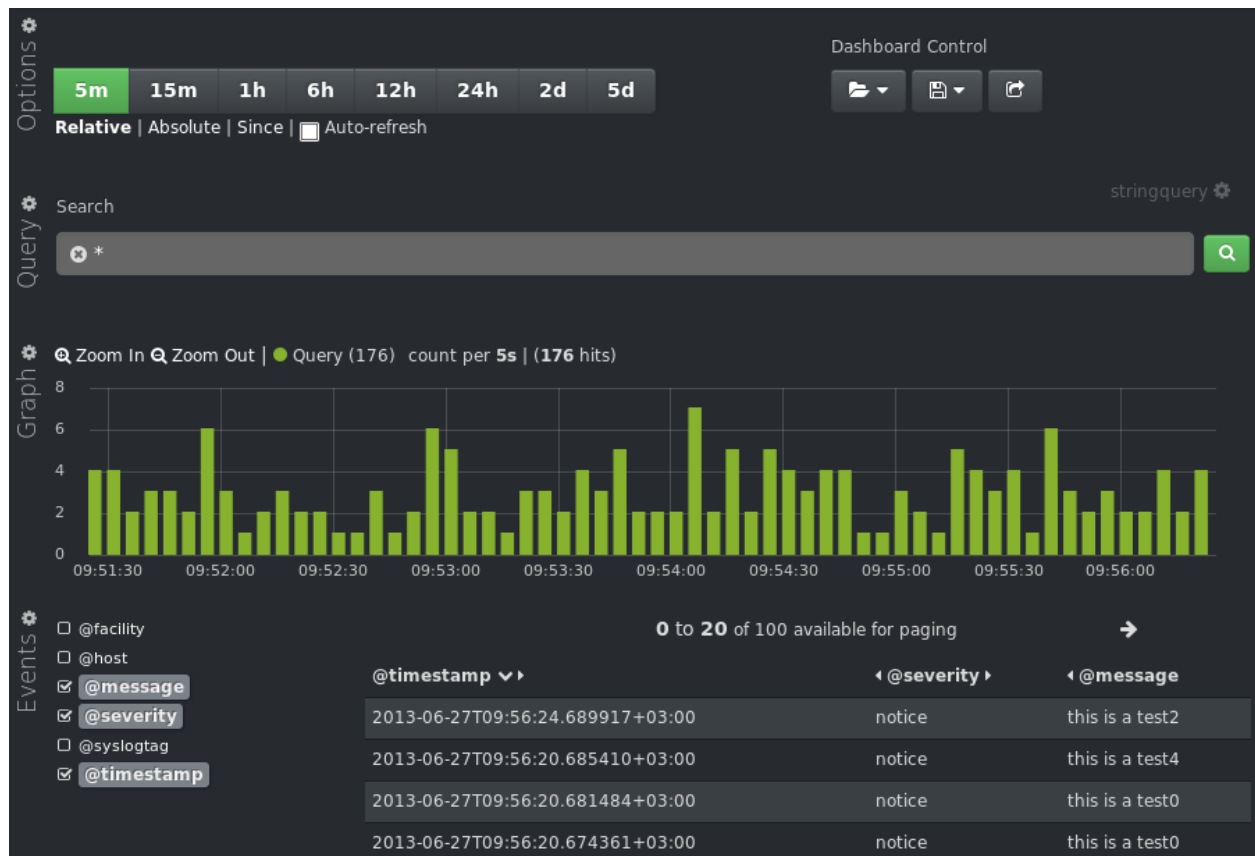 Options
Dashboard Control
5m 15m 1h 6h 12h 24h 2d 5d
Relative | Absolute | Since | Auto-refresh
Query
stringquery
Search
*
Graph
Zoom In Zoom Out | Query (176) count per 5s | (176 hits)
8
6
4
2
0
09:51:30 09:52:00 09:52:30 09:53:00 09:53:30 09:54:00 09:54:30 09:55:00 09:55:30 09:56:00
Events
@facility
@host
@message
@severity
@syslogtag
@timestamp
0 to 20 of 100 available for paging
@timestamp @severity @message
2013-06-27T09:56:24.689917+03:00 notice this is a test2
2013-06-27T09:56:20.685410+03:00 notice this is a test4
2013-06-27T09:56:20.681484+03:00 notice this is a test0
2013-06-27T09:56:20.674361+03:00 notice this is a test0